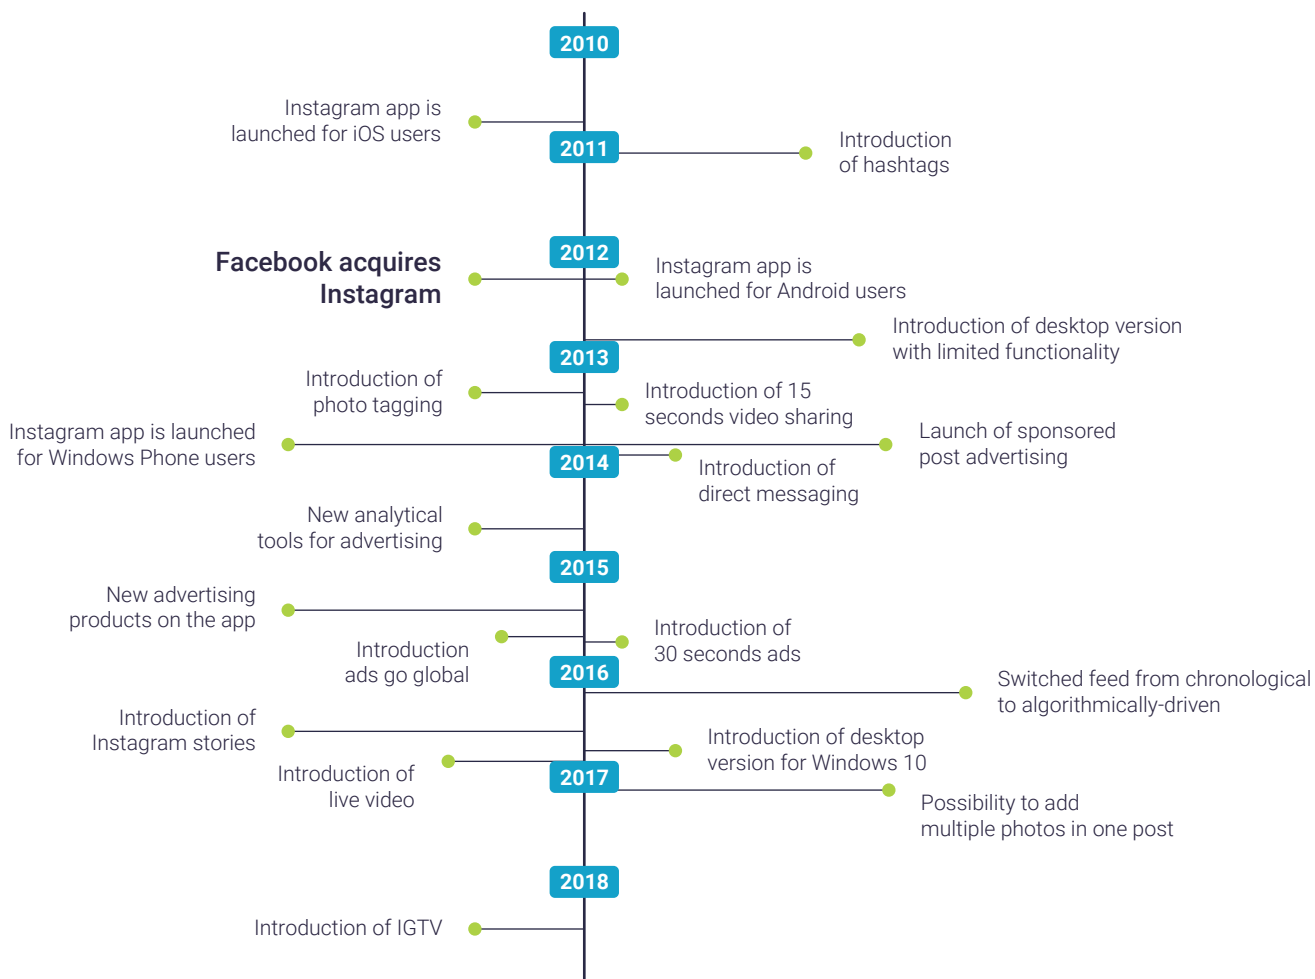 2010
Instagram app is
launched for iOS users
2011
Introduction
of hashtags
2012
Facebook acquires
Instagram
Instagram app is
launched for Android users
Introduction of desktop version
with limited functionality
2013
Introduction of
photo tagging
Introduction of 15
seconds video sharing
Instagram app is launched
for Windows Phone users
Launch of sponsored
post advertising
2014
Introduction of
direct messaging
New analytical
tools for advertising
2015
New advertising
products on the app
Introduction
ads go global
Introduction of
30 seconds ads
2016
Switched feed from chronological
to algorithmically-driven
Introduction of
Instagram stories
Introduction of desktop
version for Windows 10
Introduction of
live video
2017
Possibility to add
multiple photos in one post
2018
Introduction of IGTV